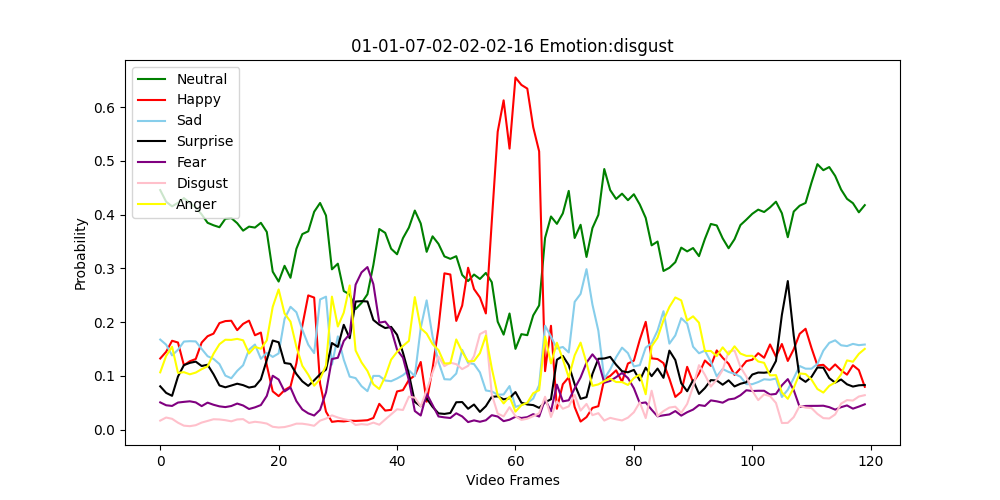 01-01-07-02-02-02-16 Emotion:disgust
Neutral
Happy
Sad
Surprise
Fear
Disgust
Anger
Probability
0.6
0.5
0.4
0.3
0.2
0.1
0.0
0 20 40 60 80 100 120
Video Frames